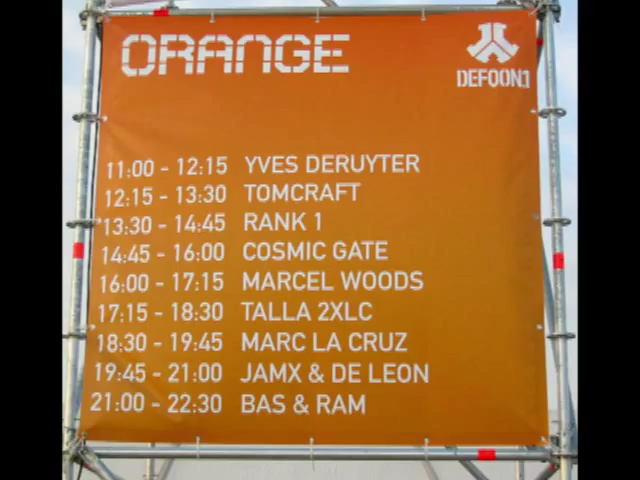 ORANGE
DEFQON1
11:00 - 12:15 YVES DERUYTER
12:15 - 13:30 TOMCRAFT
13:30 - 14:45 RANK 1
14:45 - 16:00 COSMIC GATE
16:00 - 17:15 MARCEL WOODS
17:15 - 18:30 TALLA 2XLC
18:30 - 19:45 MARC LA CRUZ
19:45 - 21:00 JAMX & DE LEON
21:00 - 22:30 BAS & RAM